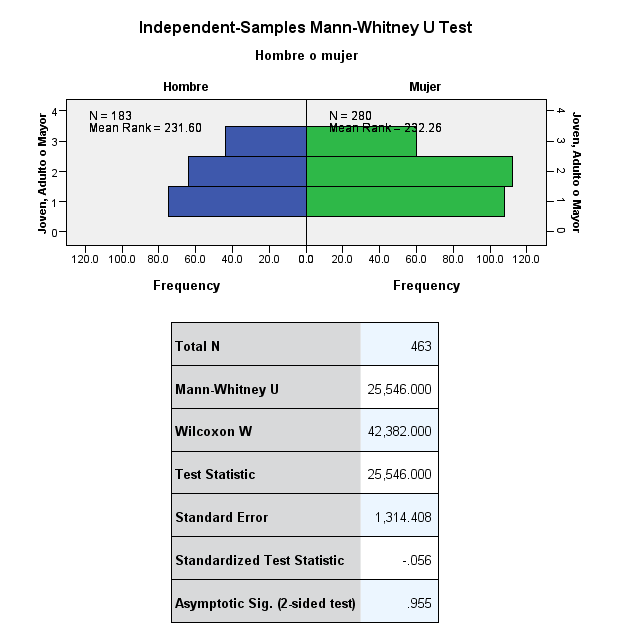 Independent-Samples Mann-Whitney U Test
Hombre o mujer
Hombre Mujer
N = 183 N = 280
Mean Rank = 231.60 Mean Rank = 232.26
Joven, Adulto o Mayor
4
3
2
1
0
4
3
2
1
0
Joven, Adulto o Mayor
120.0 100.0 80.0 60.0 40.0 20.0 0.0 20.0 40.0 60.0 80.0 100.0 120.0
Frequency Frequency
Total N 463
Mann-Whitney U 25,546.000
Wilcoxon W 42,382.000
Test Statistic 25,546.000
Standard Error 1,314.408
Standardized Test Statistic -.056
Asymptotic Sig. (2-sided test) .955